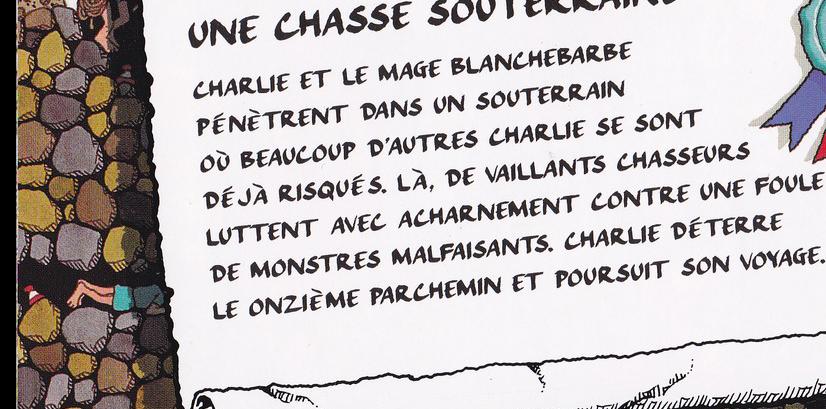 UNE CHASSE SOUTERRAINE
CHARLIE ET LE MAGE BLANCHEBARBE
PÉNÈTRENT DANS UN SOUTERRAIN
OÙ BEAUCOUP D'AUTRES CHARLIE SE SONT
DÉJÀ RISQUÉS. LÀ, DE VAILLANTS CHASSEURS
LUTTENT AVEC ACHARNEMENT CONTRE UNE FOULE
DE MONSTRES MALFAISANTS. CHARLIE DÉTERRE
LE ONZIÈME PARCHEMIN ET POURSUIT SON VOYAGE.